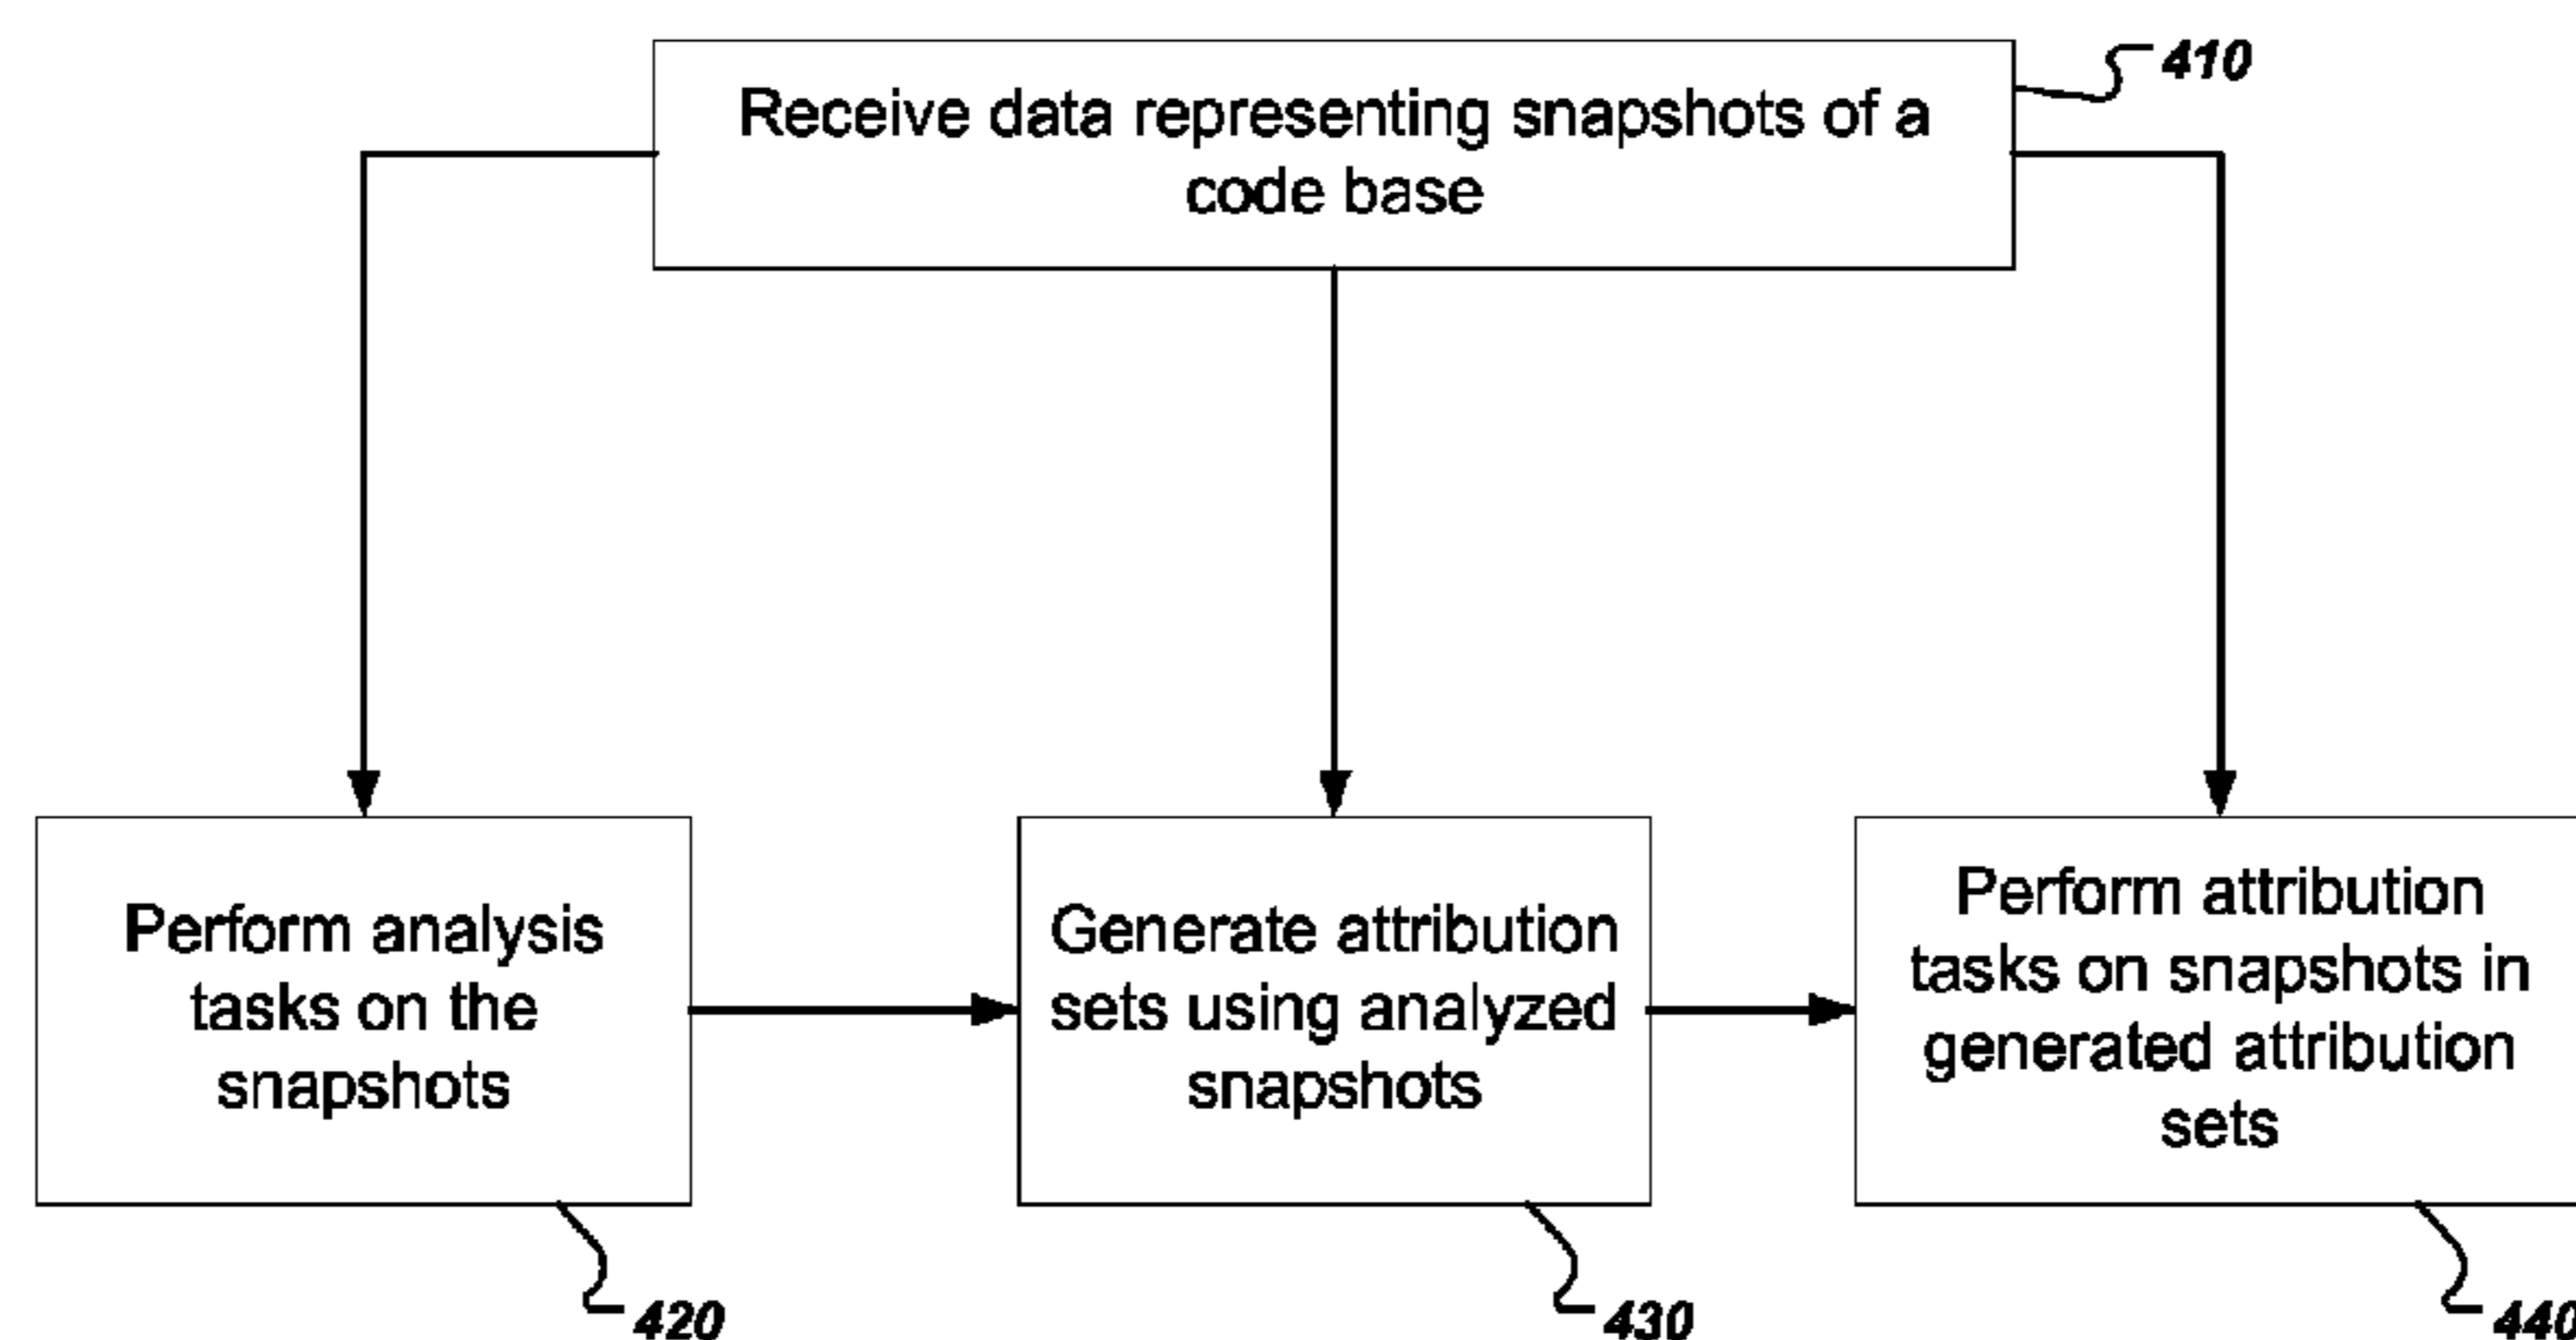 410
Receive data representing snapshots of a
code base
Perform analysis
tasks on the
snapshots
Generate attribution
sets using analyzed
snapshots
Perform attribution
tasks on snapshots in
generated attribution
sets
420
430
440